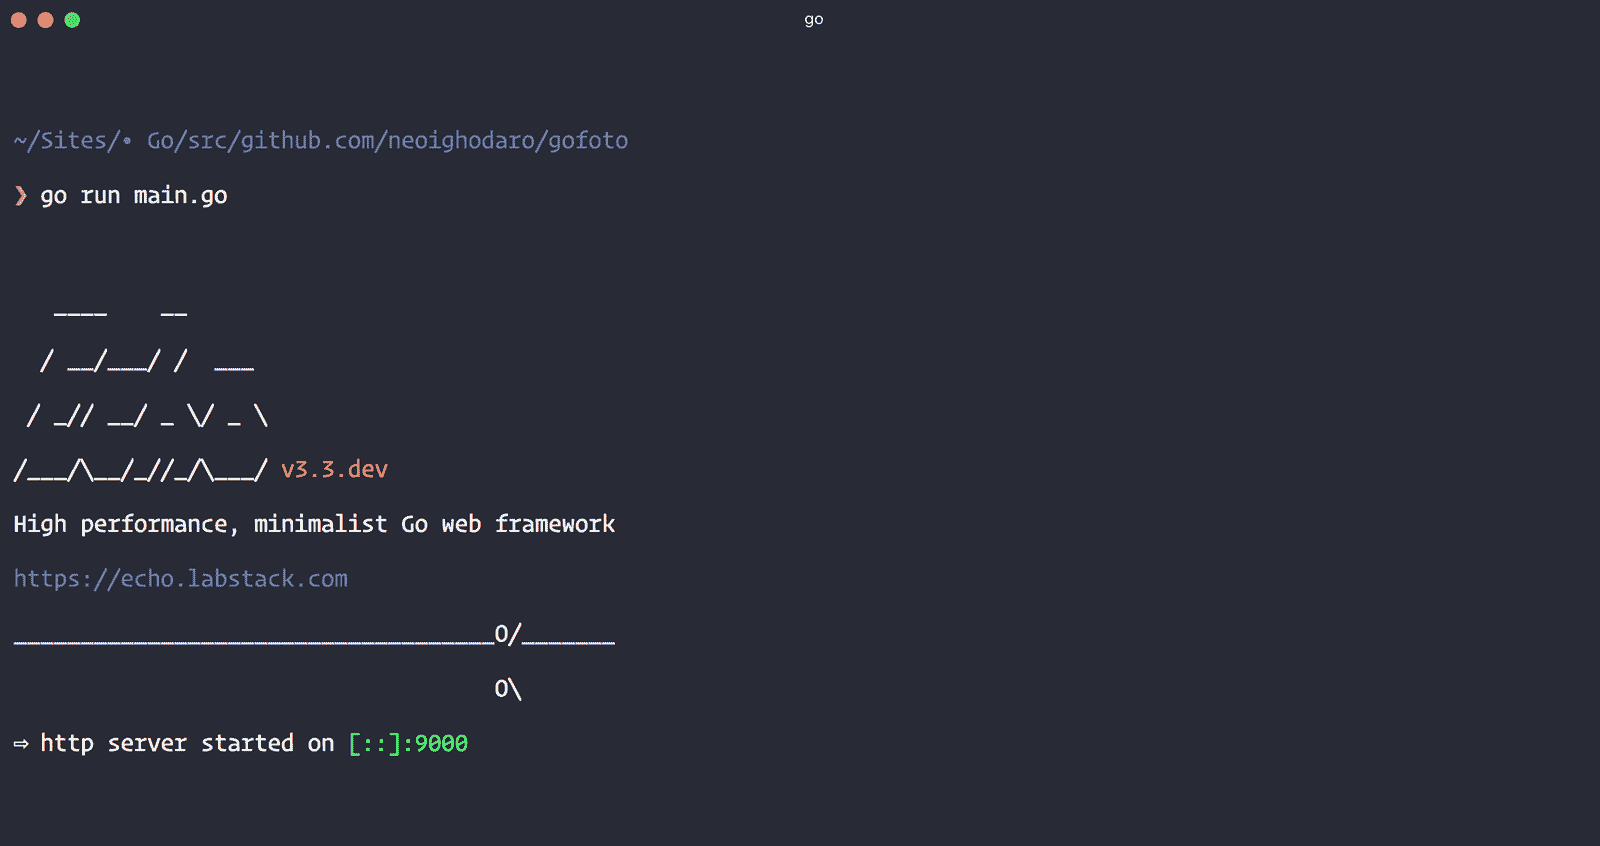 go
~/Sites/• Go/src/github.com/neoighodaro/gofoto
❯ go run main.go
   ____    __
  / __/___/ /  ___
 / _// __/ _ \/ _ \
/___/\__/_//_/\___/ v3.3.dev
High performance, minimalist Go web framework
https://echo.labstack.com
____________________________________O/_______
                                    O\
⇨ http server started on [::]:9000